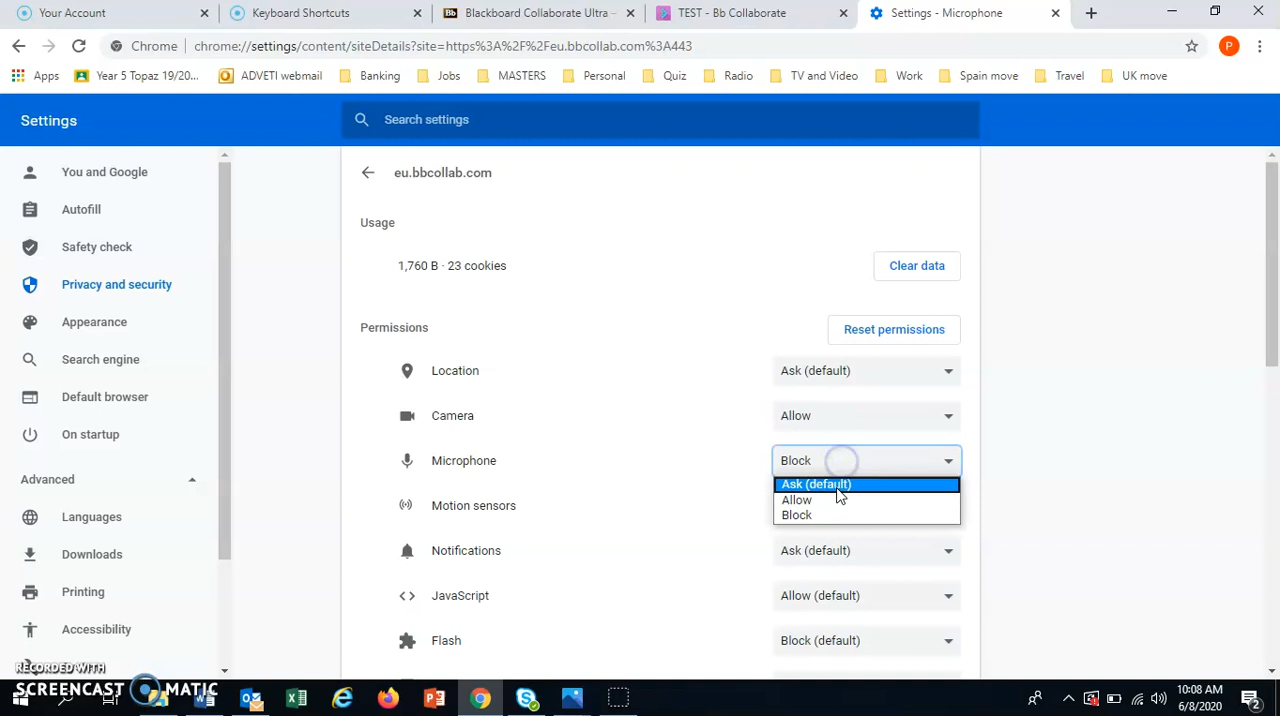 Your Account
Keyboard Shortcuts
Bb Blackboard Collaborate Ultra –
TEST - Bb Collaborate
Settings - Microphone
Chrome
chrome://settings/content/siteDetails?site=https%3A%2F%2Feu.bbcollab.com%3A443
P
Apps
Year 5 Topaz 19/20...
ADVETI webmail
Banking
Jobs
MASTERS
Personal
Quiz
Radio
TV and Video
Work
Spain move
Travel
UK move
Settings
Search settings
You and Google
Autofill
Safety check
Privacy and security
Appearance
Search engine
Default browser
On startup
Advanced
Languages
Downloads
Printing
Accessibility
eu.bbcollab.com
Usage
1,760 B · 23 cookies
Clear data
Permissions
Reset permissions
Location
Ask (default)
Camera
Allow
Microphone
Block
Ask (default)
Allow
Block
Motion sensors
Notifications
Ask (default)
JavaScript
Allow (default)
Flash
Block (default)
RECORDED WITH
SCREENCAST MATIC
10:08 AM
6/8/2020
2